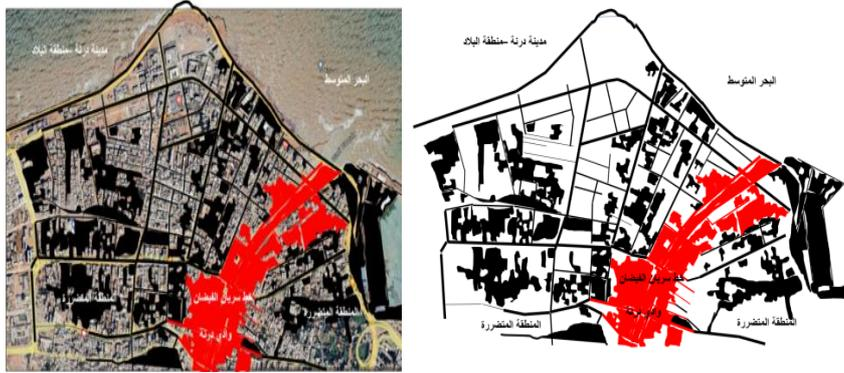 مدينة درنة -منطقة البلاد
البحر المتوسط
خط سريان الفيضان
وادي درنة
المنطقة المتضررة
المنطقة المتضررة
مدينة درنة -منطقة البلاد
البحر المتوسط
خط سريان الفيضان
وادي درنة
المنطقة المتضررة
المنطقة المتضررة